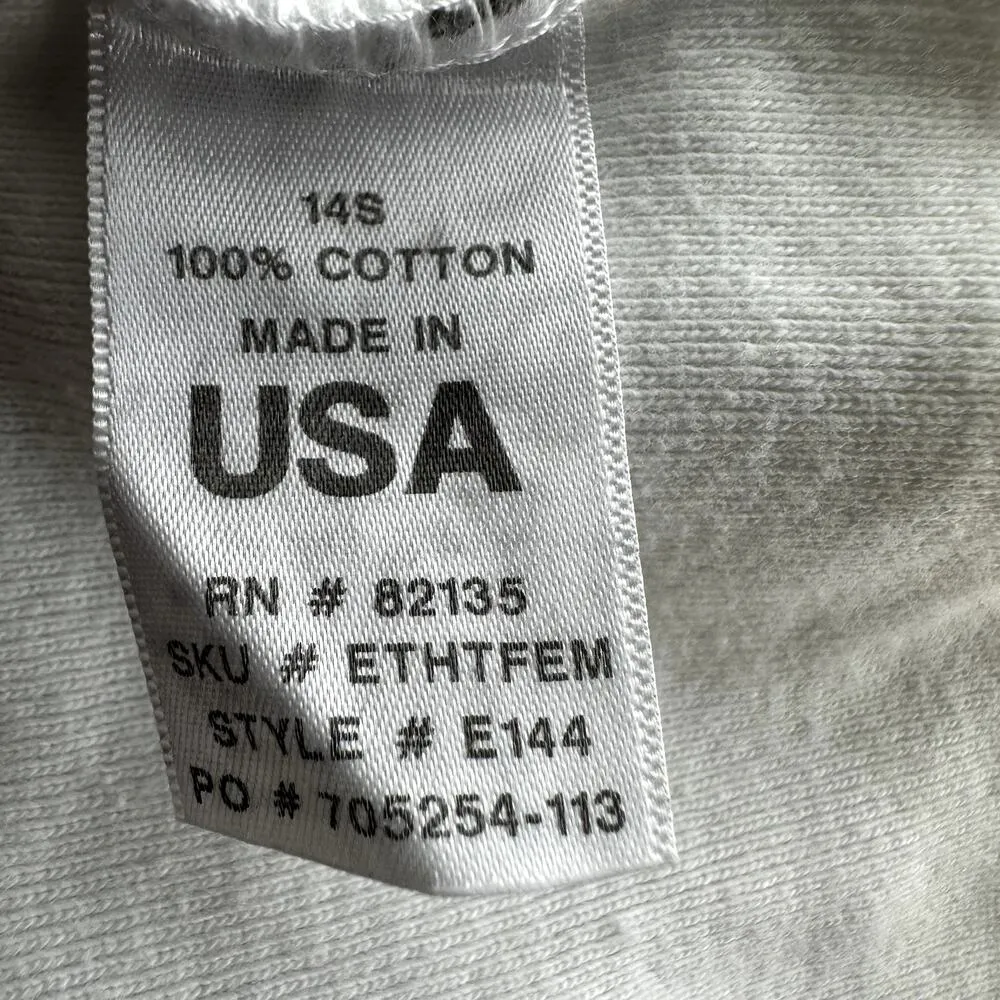 14S
100% COTTON
MADE IN
USA
RN # 82135
SKU # ETHTFEM
STYLE # E144
PO # 705254-113